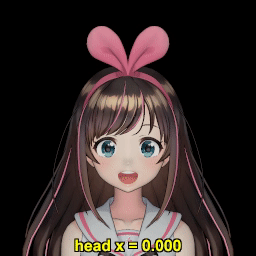 head x = 0.000